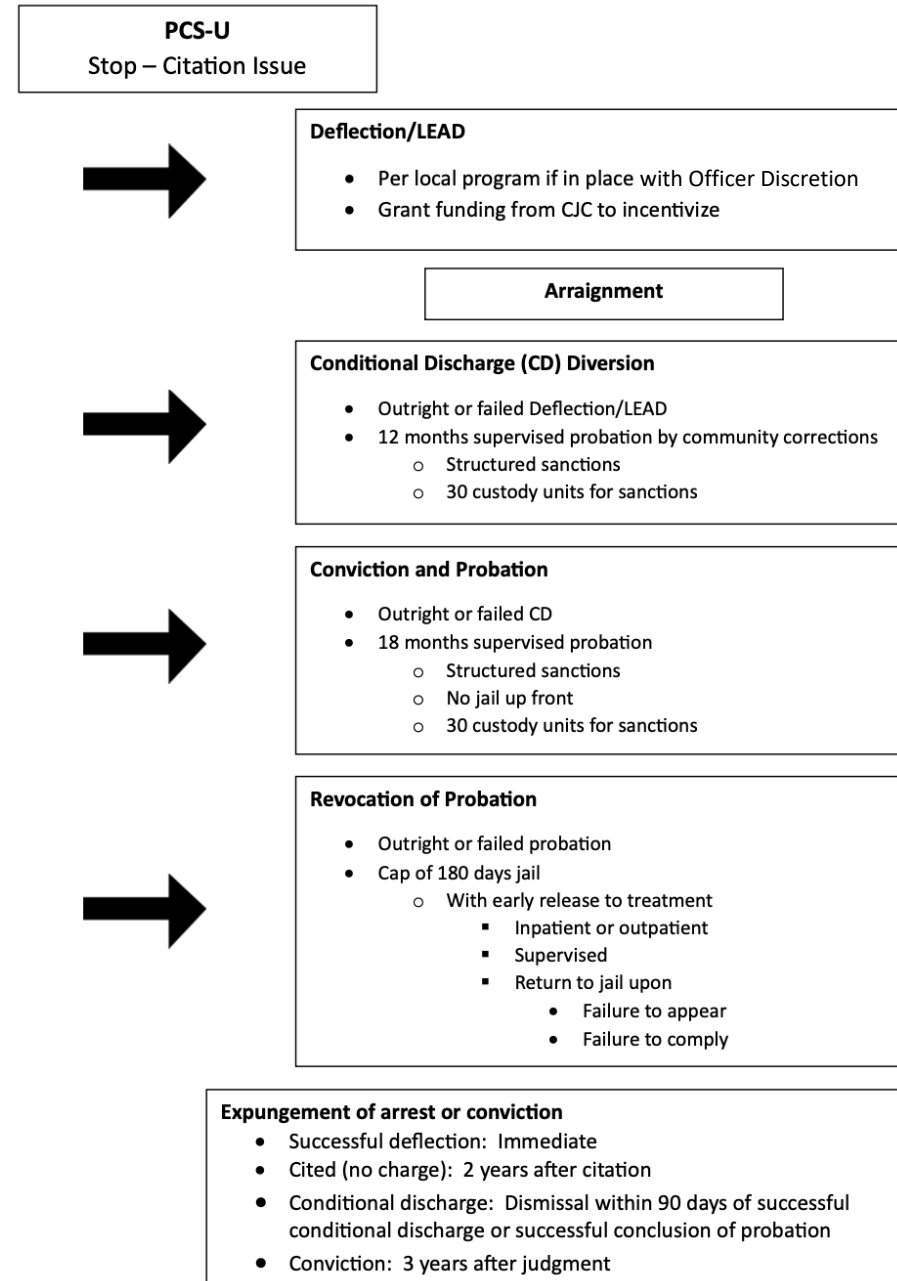 PCS-U
Stop – Citation Issue
Deflection/LEAD
• Per local program if in place with Officer Discretion
• Grant funding from CJC to incentivize
Arraignment
Conditional Discharge (CD) Diversion
• Outright or failed Deflection/LEAD
• 12 months supervised probation by community corrections
o Structured sanctions
o 30 custody units for sanctions
Conviction and Probation
• Outright or failed CD
• 18 months supervised probation
o Structured sanctions
o No jail up front
o 30 custody units for sanctions
Revocation of Probation
• Outright or failed probation
• Cap of 180 days jail
o With early release to treatment
▪ Inpatient or outpatient
▪ Supervised
▪ Return to jail upon
• Failure to appear
• Failure to comply
Expungement of arrest or conviction
• Successful deflection: Immediate
• Cited (no charge): 2 years after citation
• Conditional discharge: Dismissal within 90 days of successful
conditional discharge or successful conclusion of probation
• Conviction: 3 years after judgment